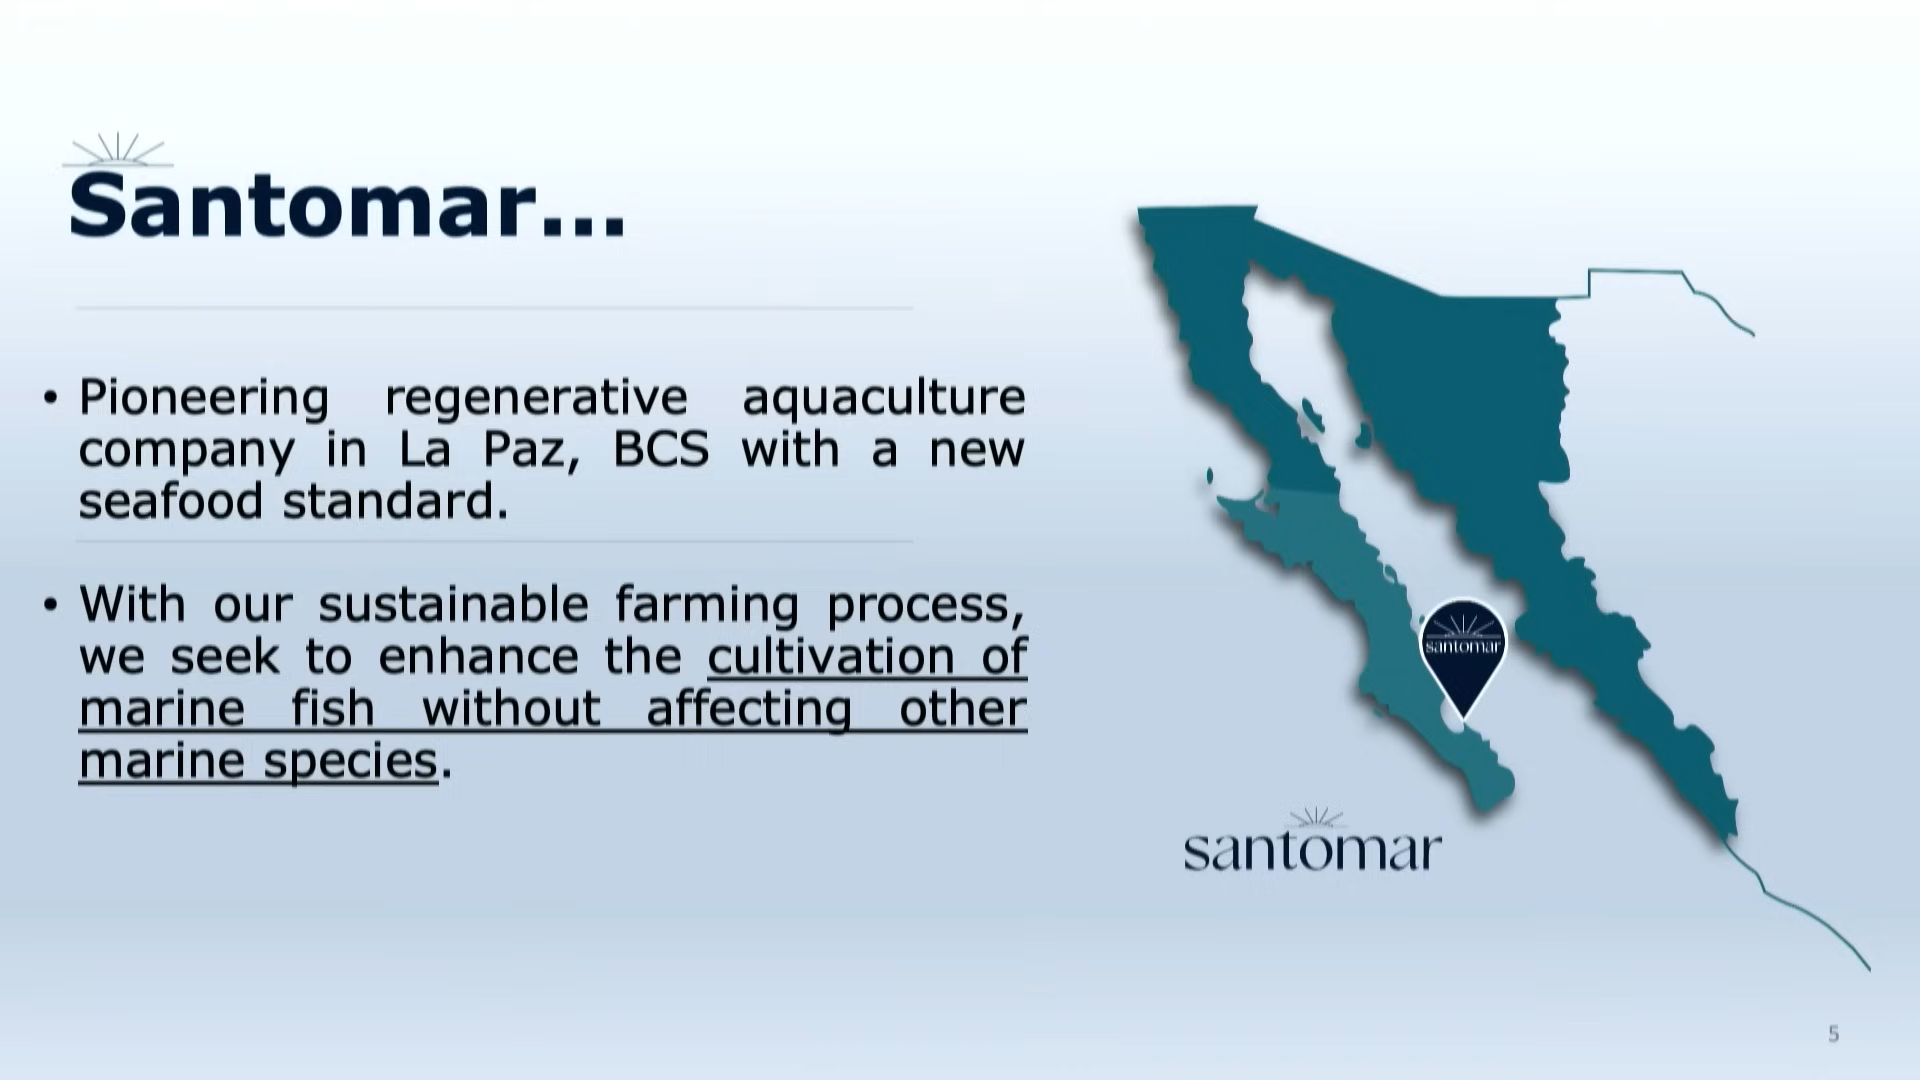 Santomar...
• Pioneering regenerative aquaculture
company in La Paz, BCS with a new
seafood standard.
• With our sustainable farming process,
we seek to enhance the cultivation of
marine fish without affecting other
marine species.
santomar
santomar
5